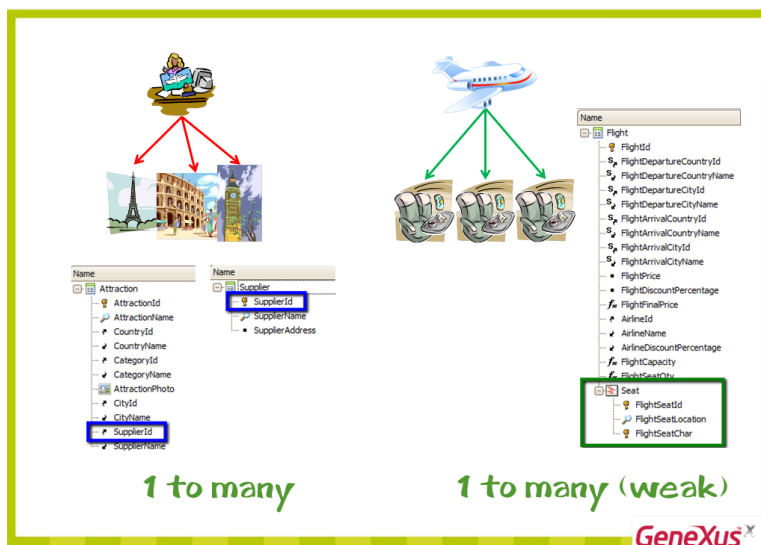 Name
Attraction
AttractionId
AttractionName
CountryId
CountryName
CategoryId
CategoryName
AttractionPhoto
CityId
CityName
SupplierId
SupplierName
Name
Supplier
SupplierId
SupplierName
SupplierAddress
1 to many
Name
Flight
FlightId
FlightDepartureCountryId
FlightDepartureCountryName
FlightDepartureCityId
FlightDepartureCityName
FlightArrivalCountryId
FlightArrivalCountryName
FlightArrivalCityId
FlightArrivalCityName
FlightPrice
FlightDiscountPercentage
FlightFinalPrice
AirlineId
AirlineName
AirlineDiscountPercentage
FlightCapacity
FlightSeatQty
Seat
FlightSeatId
FlightSeatLocation
FlightSeatChar
1 to many (weak)
GeneXus X